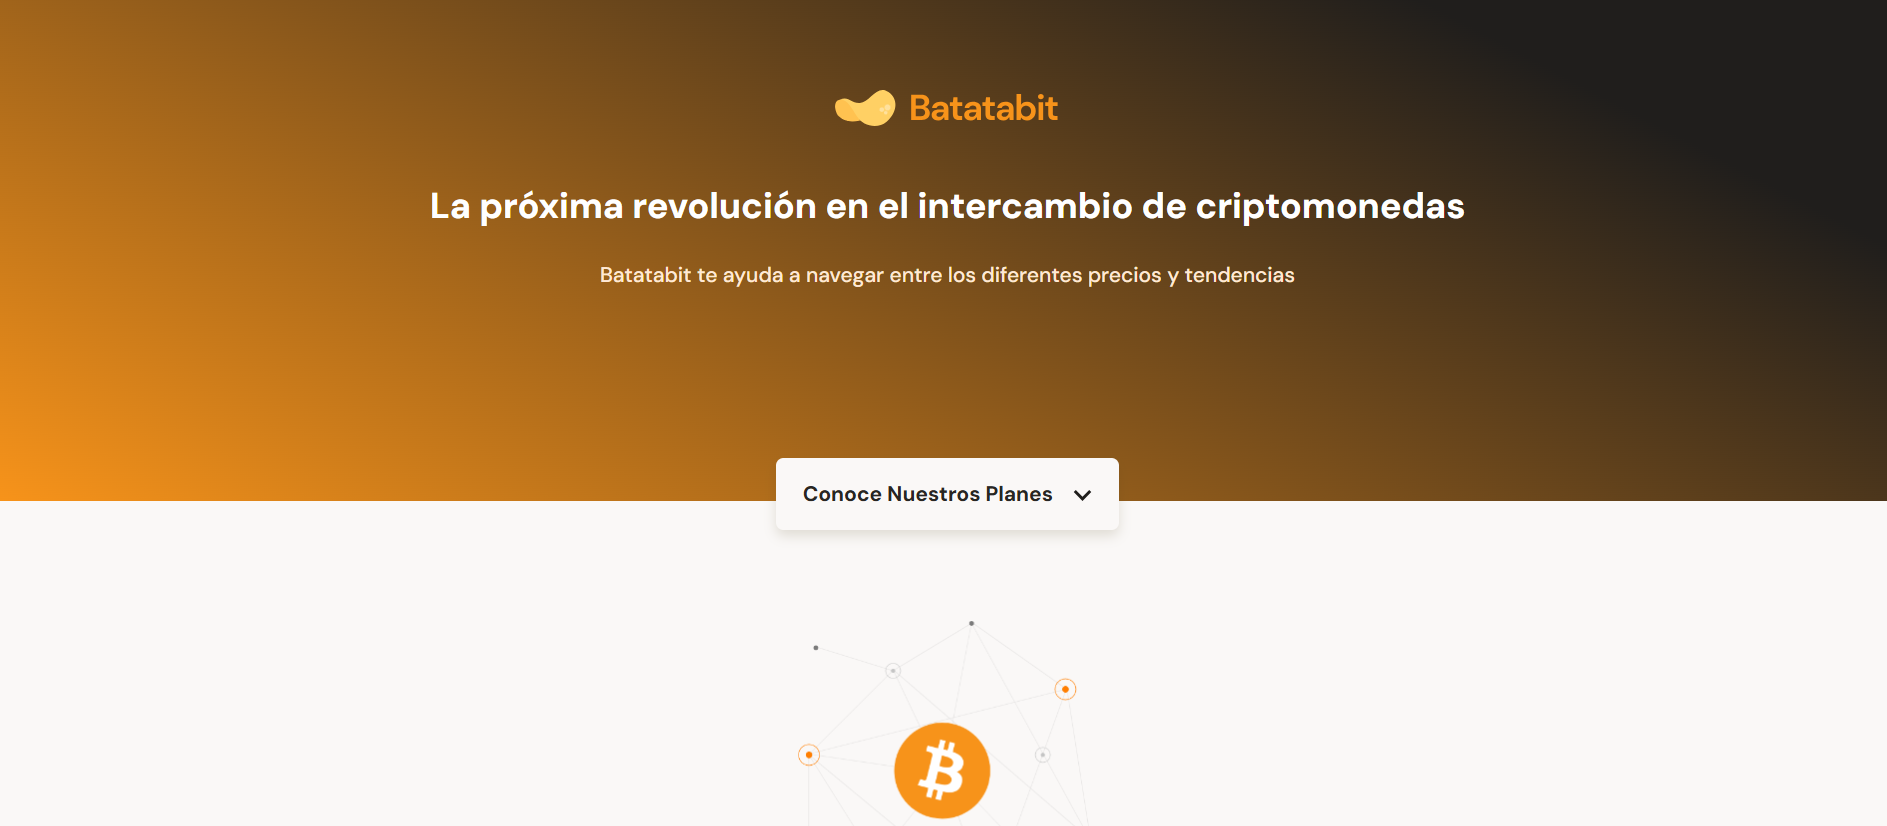 Batatabit
La próxima revolución en el intercambio de criptomonedas
Batatabit te ayuda a navegar entre los diferentes precios y tendencias
Conoce Nuestros Planes